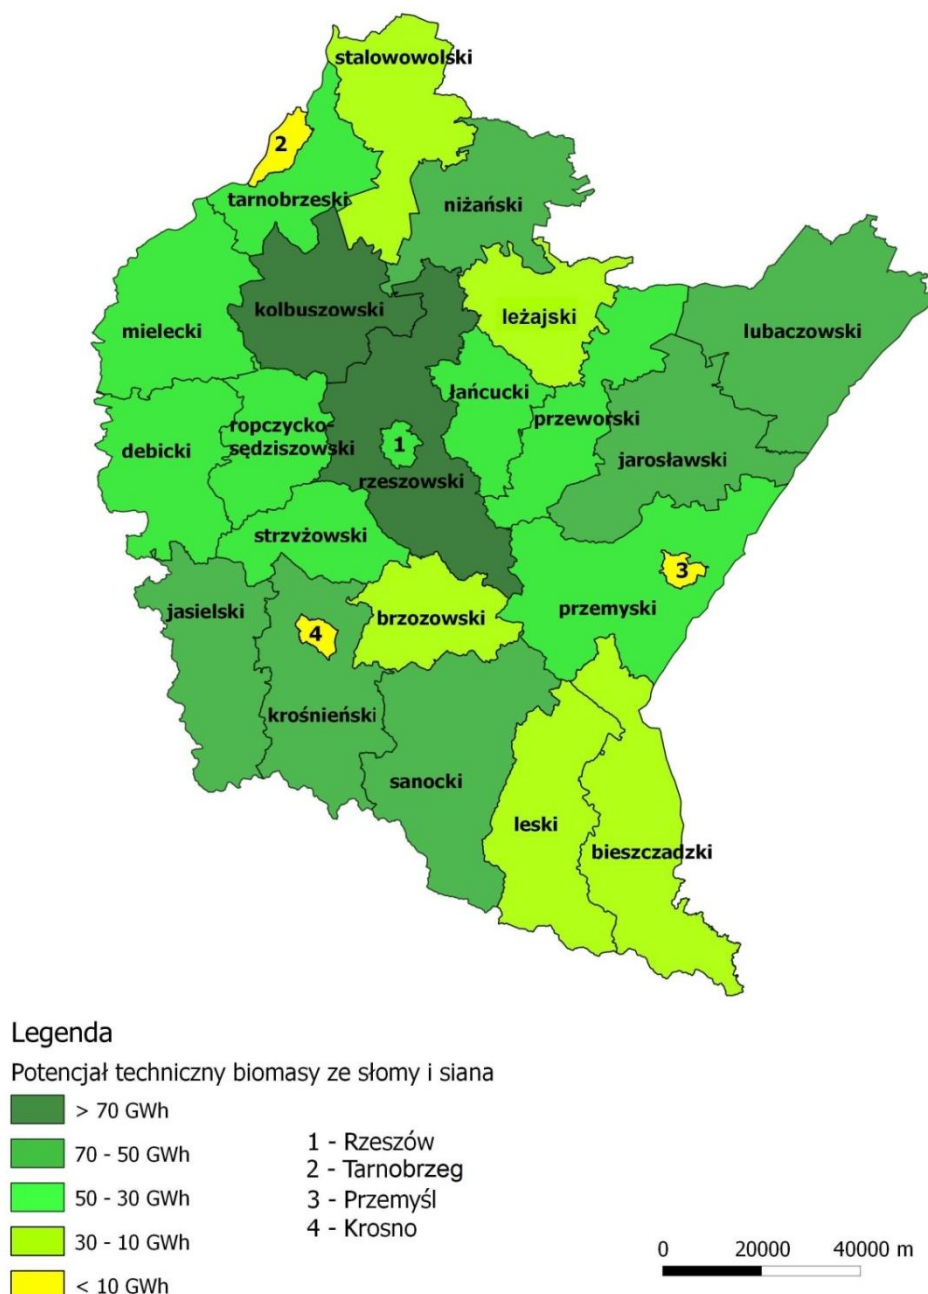 stalowowolski
2
tarnobrzeski
niżański
kolbuszowski
leżajski
mielecki
lubaczowski
łańcucki
ropczycko-
sędziszowski
przeworski
debicki
1
jarosławski
rzeszowski
strzyżowski
3
jasielski
przemyski
brzozowski
4
krośnieński
sanocki
leski
bieszczadzki
Legenda
Potencjał techniczny biomasy ze słomy i siana
> 70 GWh
70 - 50 GWh
50 - 30 GWh
30 - 10 GWh
< 10 GWh
1 - Rzeszów
2 - Tarnobrzeg
3 - Przemyśl
4 - Krosno
0 20000 40000 m